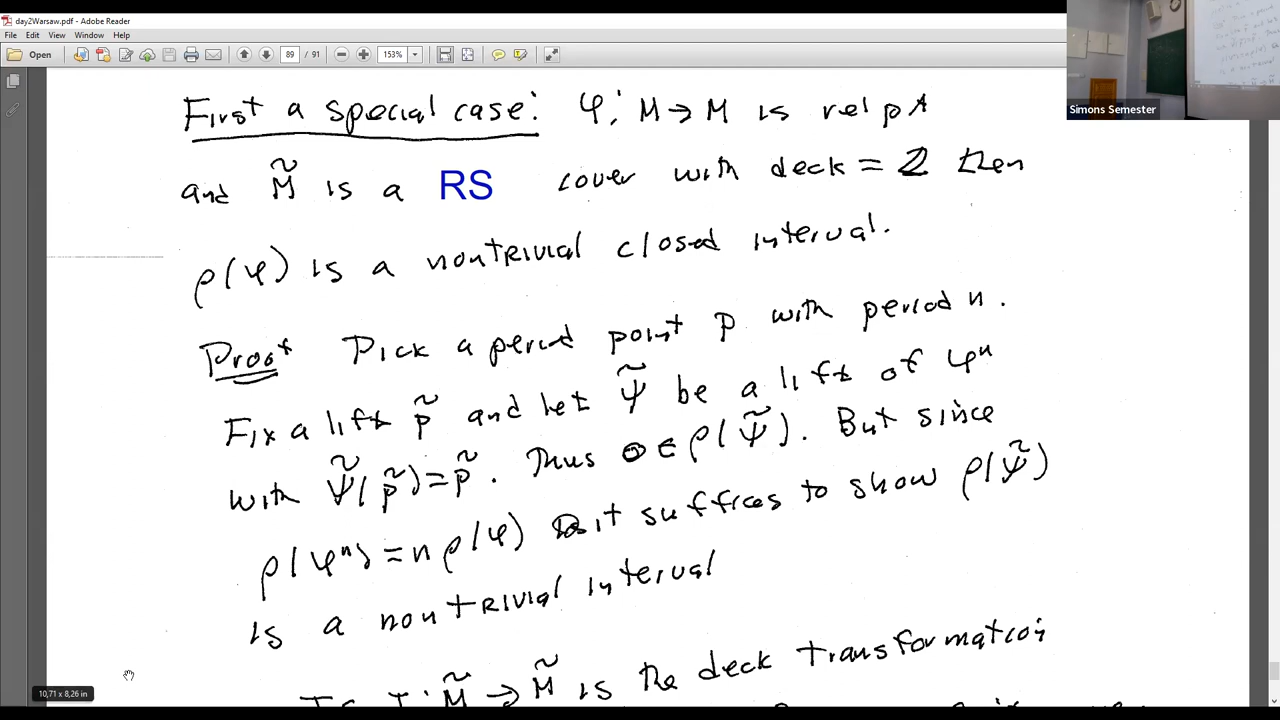 day2Warsaw.pdf - Adobe Reader
File Edit View Window Help
Open 89 / 91 153%
Simons Semester
First a special case: φ: M → M is rel pA
and M̃ is a RS cover with deck = ℤ then
ρ(φ) is a nontrivial closed interval.
Proof Pick a period point p with period n.
Fix a lift p̃ and let ψ̃ be a lift of φⁿ
with ψ̃(p̃) = p̃. Thus 0 ∈ ρ(ψ̃). But since
ρ(φⁿ) = n ρ(φ) it suffices to show ρ(ψ̃)
is a nontrivial interval
M̃ → M̃ is the deck transformation
10,71 x 8,26 in